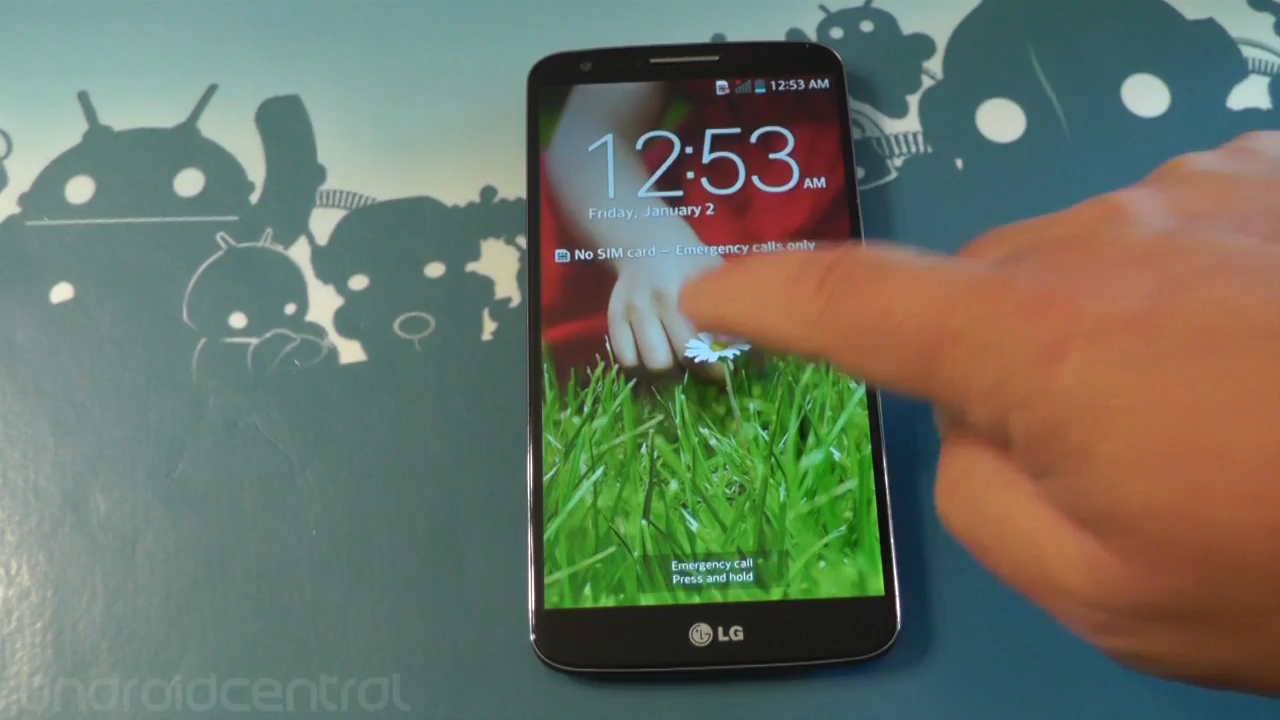 12:53 AM
12:53 AM
Friday, January 2
No SIM card – Emergency calls only
Emergency call
Press and hold
LG
androidcentral